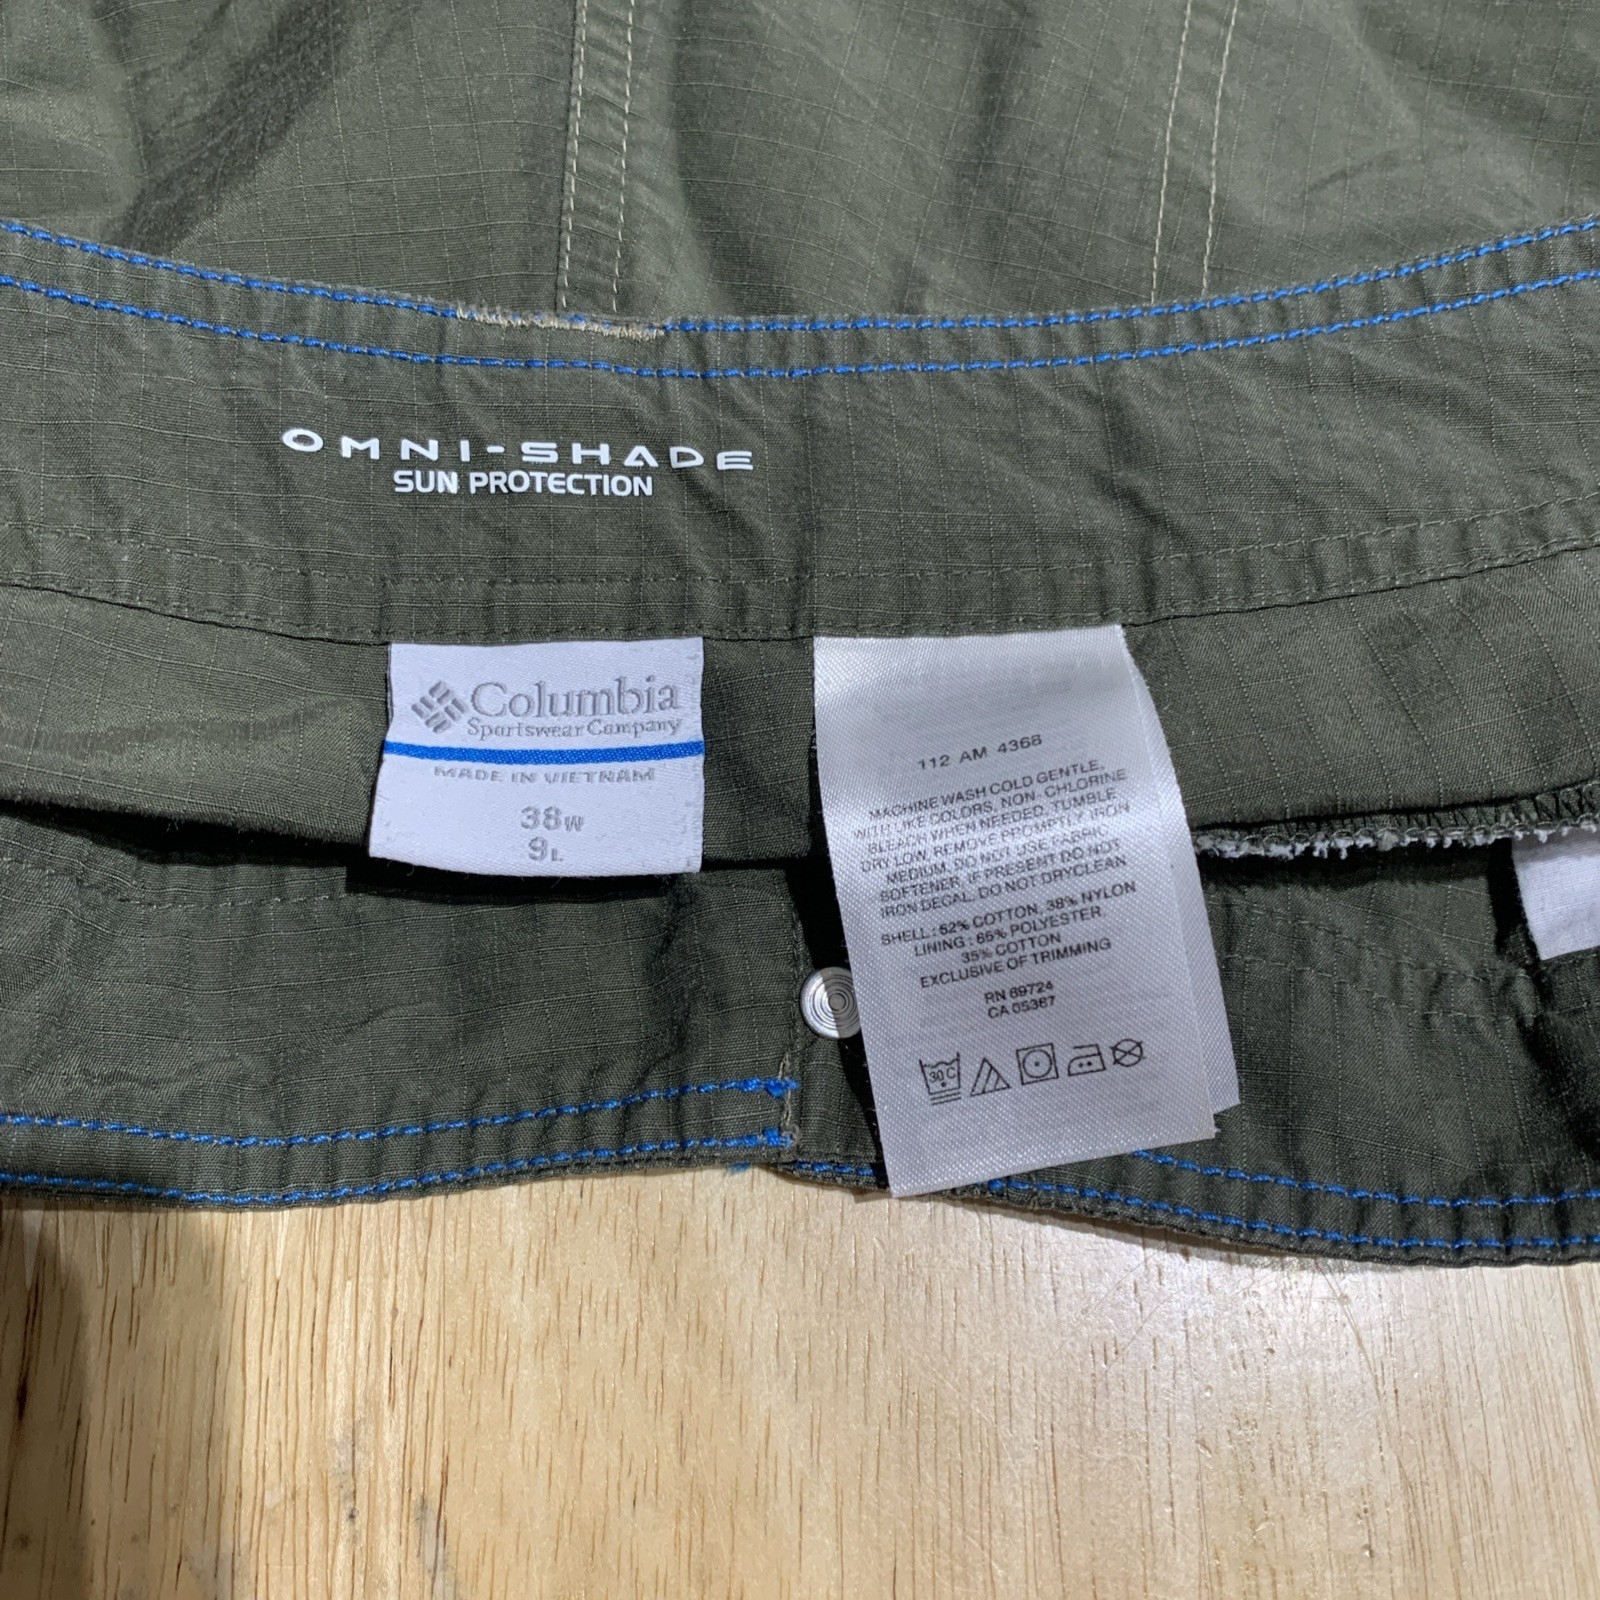 OMNI-SHADE
SUN PROTECTION
Columbia
Sportswear Company
MADE IN VIETNAM
38W
9L
112 AM 4368
MACHINE WASH COLD GENTLE,
WITH LIKE COLORS, NON-CHLORINE
BLEACH WHEN NEEDED. TUMBLE
DRY LOW, REMOVE PROMPTLY. IRON
MEDIUM, DO NOT USE FABRIC
SOFTENER, IF PRESENT DO NOT
IRON DECAL, DO NOT DRYCLEAN
SHELL : 62% COTTON, 38% NYLON
LINING : 65% POLYESTER,
35% COTTON
EXCLUSIVE OF TRIMMING
RN 69724
CA 05367
30 C